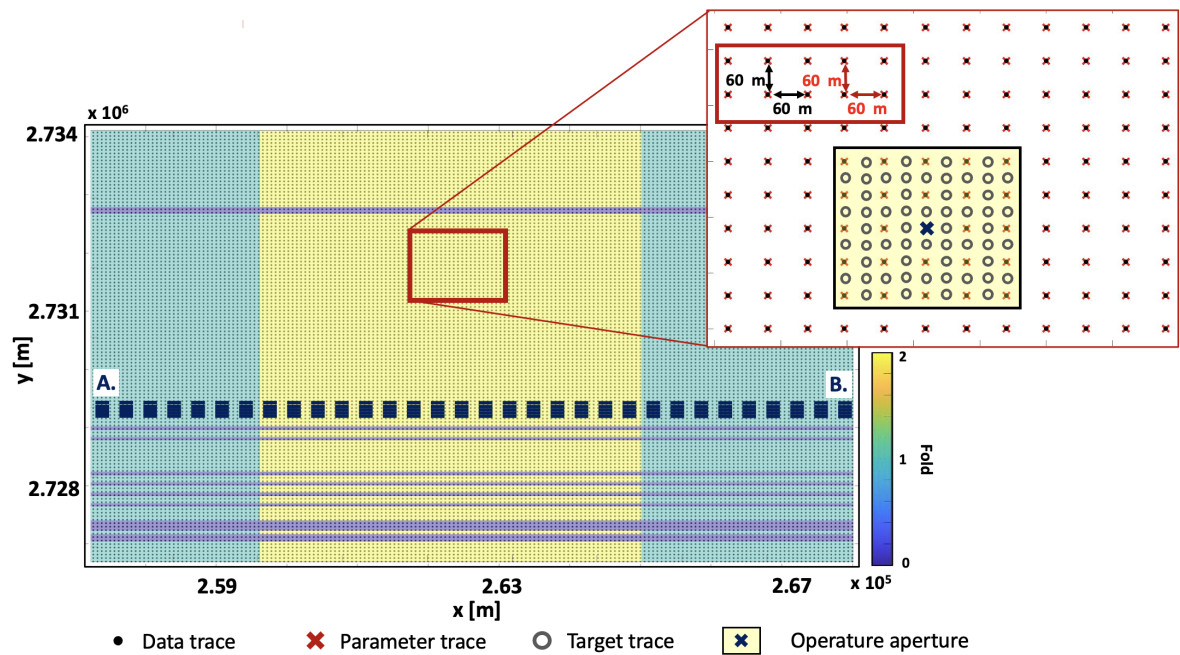 60 m
60 m
60 m
60 m
x 10⁶
2.734
2.731
2.728
y [m]
A.
B.
2
1
0
Fold
2.59
2.63
2.67
x 10⁵
x [m]
Data trace
Parameter trace
Target trace
Operature aperture